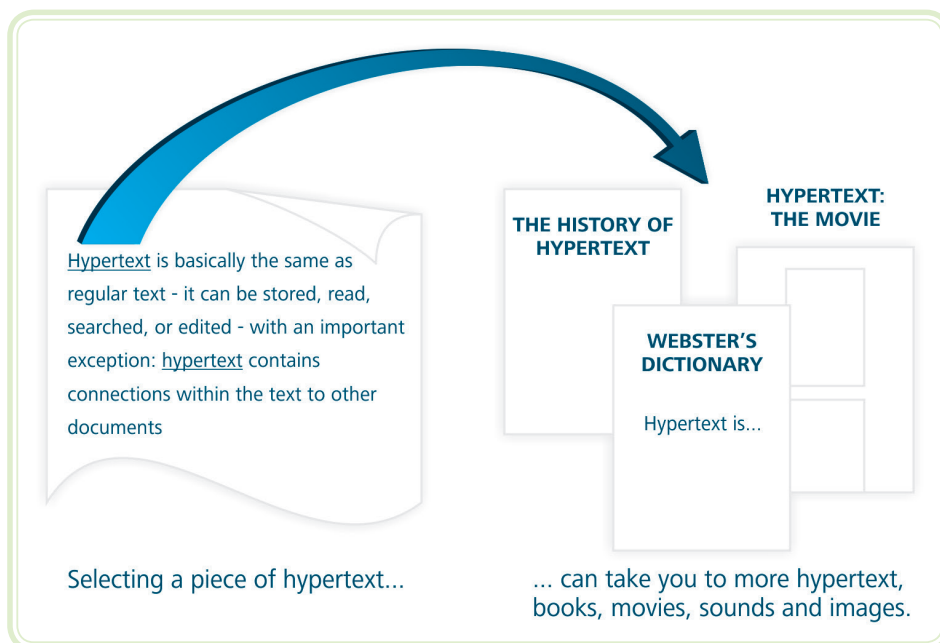 Hypertext is basically the same as
regular text - it can be stored, read,
searched, or edited - with an important
exception: hypertext contains
connections within the text to other
documents
Selecting a piece of hypertext...
THE HISTORY OF
HYPERTEXT
HYPERTEXT:
THE MOVIE
WEBSTER’S
DICTIONARY
Hypertext is...
... can take you to more hypertext,
books, movies, sounds and images.